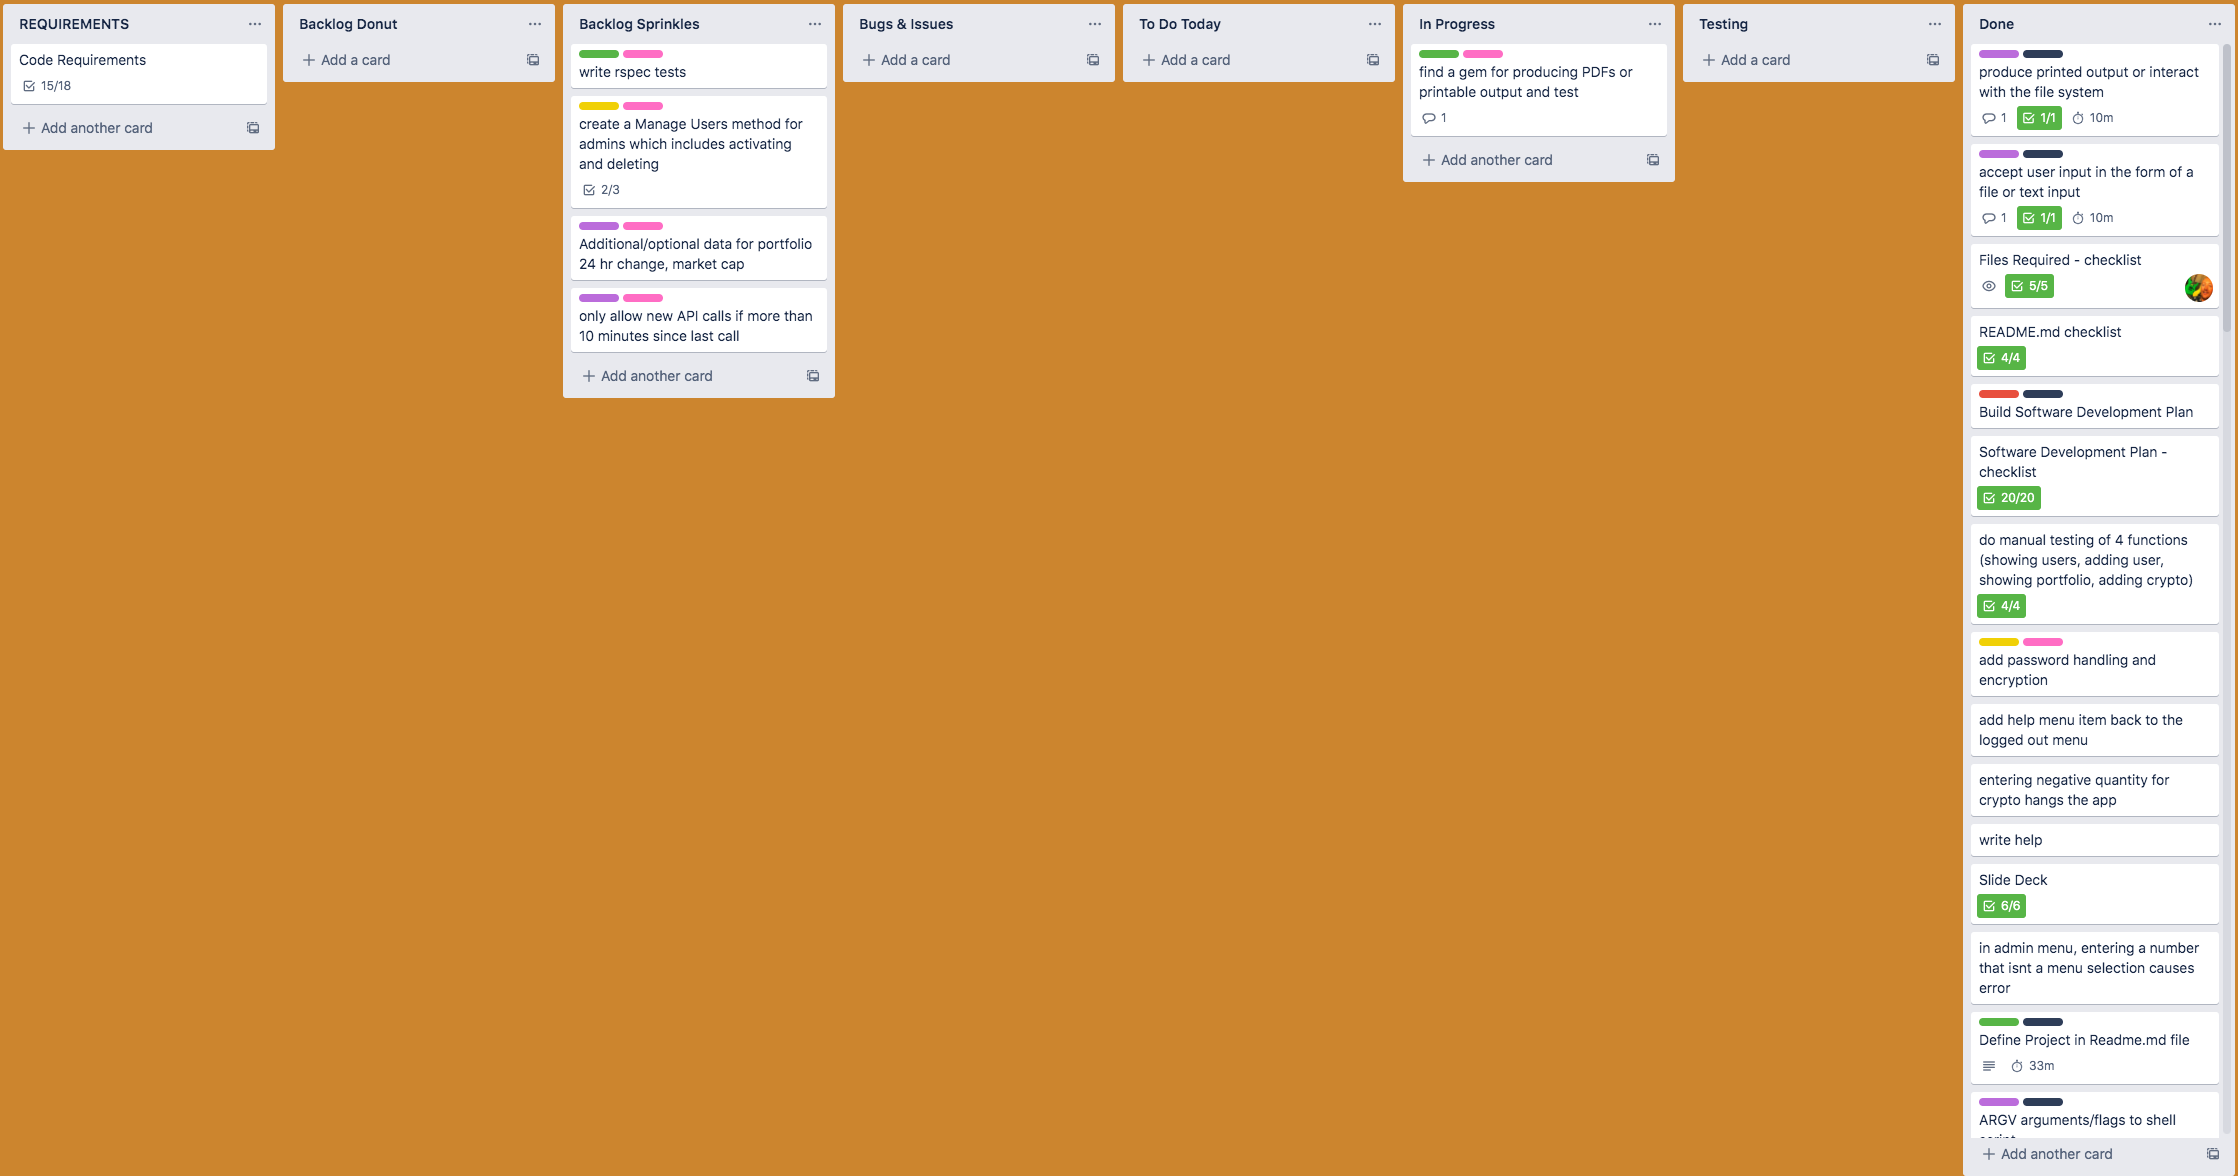 REQUIREMENTS
Code Requirements
15/18
Add another card
Backlog Donut
Add a card
Backlog Sprinkles
write rspec tests
create a Manage Users method for
admins which includes activating
and deleting
2/3
Additional/optional data for portfolio
24 hr change, market cap
only allow new API calls if more than
10 minutes since last call
Add another card
Bugs & Issues
Add a card
To Do Today
Add a card
In Progress
find a gem for producing PDFs or
printable output and test
1
Add another card
Testing
Add a card
Done
produce printed output or interact
with the file system
1 1/1 10m
accept user input in the form of a
file or text input
1 1/1 10m
Files Required - checklist
5/5
README.md checklist
4/4
Build Software Development Plan
Software Development Plan -
checklist
20/20
do manual testing of 4 functions
(showing users, adding user,
showing portfolio, adding crypto)
4/4
add password handling and
encryption
add help menu item back to the
logged out menu
entering negative quantity for
crypto hangs the app
write help
Slide Deck
6/6
in admin menu, entering a number
that isnt a menu selection causes
error
Define Project in Readme.md file
33m
ARGV arguments/flags to shell
Add another card